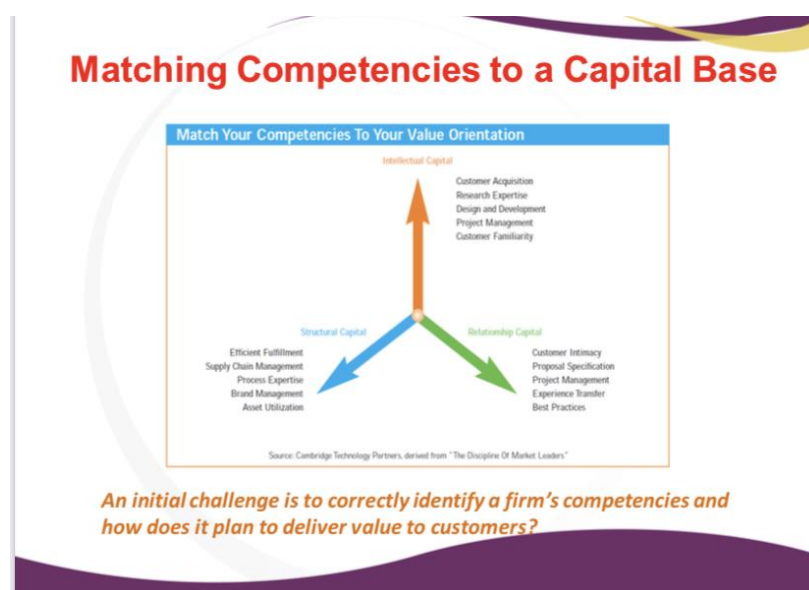 Matching Competencies to a Capital Base
Match Your Competencies To Your Value Orientation
Intellectual Capital
Customer Acquisition
Research Expertise
Design and Development
Project Management
Customer Familiarity
Structural Capital
Efficient Fulfillment
Supply Chain Management
Process Expertise
Brand Management
Asset Utilization
Relationship Capital
Customer Intimacy
Proposal Specification
Project Management
Experience Transfer
Best Practices
Source: Cambridge Technology Partners, derived from "The Discipline Of Market Leaders"
An initial challenge is to correctly identify a firm's competencies and
how does it plan to deliver value to customers?